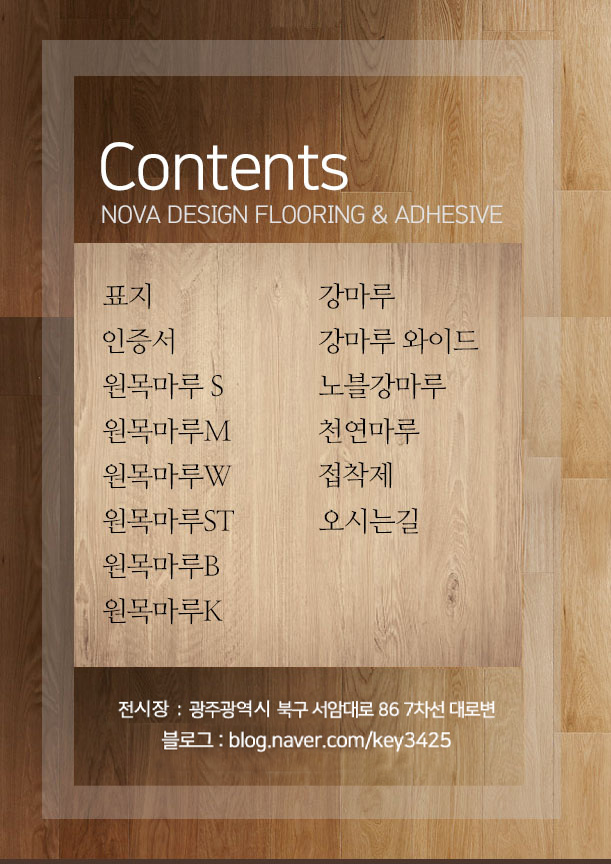 Contents
NOVA DESIGN FLOORING & ADHESIVE
표지
인증서
원목마루 S
원목마루M
원목마루W
원목마루ST
원목마루B
원목마루K
강마루
강마루 와이드
노블강마루
천연마루
접착제
오시는길
전시장 : 광주광역시 북구 서암대로 86 7차선 대로변
블로그 : blog.naver.com/key3425